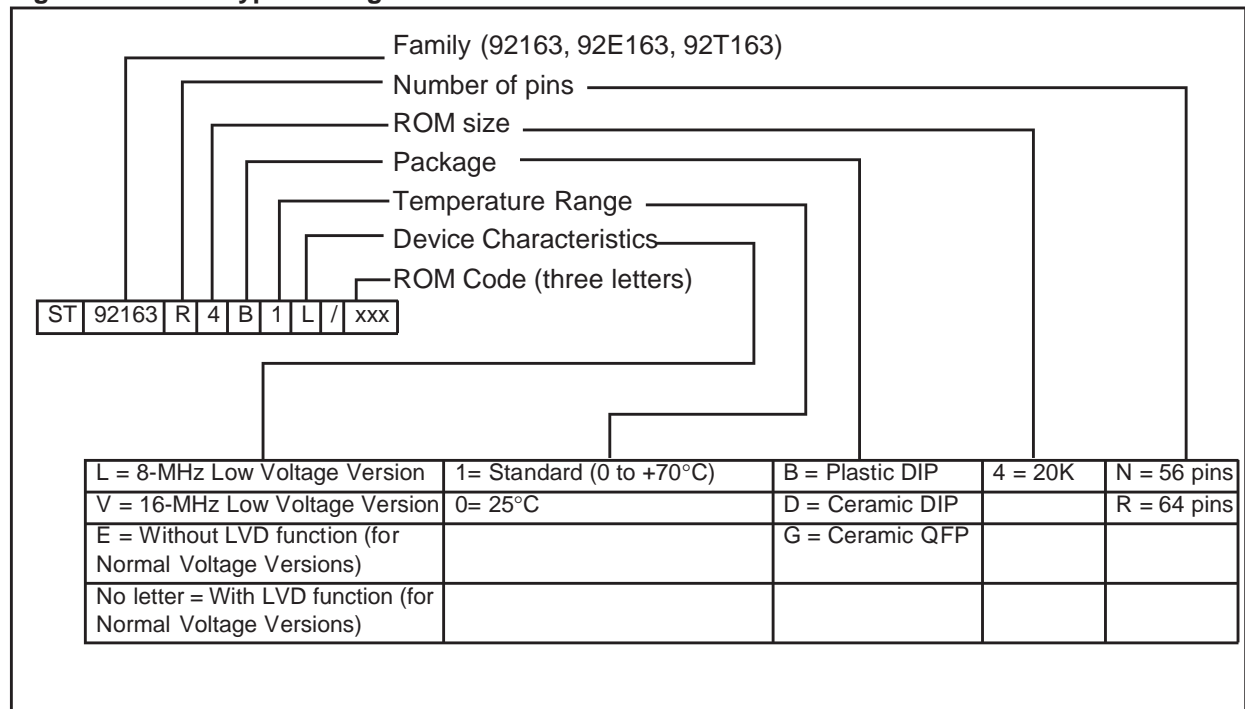 Family (92163, 92E163, 92T163)
Number of pins
ROM size
Package
Temperature Range
Device Characteristics
ROM Code (three letters)
ST 92163 R 4 B 1 L / xxx
L = 8-MHz Low Voltage Version 1= Standard (0 to +70°C) B = Plastic DIP 4 = 20K N = 56 pins
V = 16-MHz Low Voltage Version 0= 25°C D = Ceramic DIP R = 64 pins
E = Without LVD function (for G = Ceramic QFP
Normal Voltage Versions)
No letter = With LVD function (for
Normal Voltage Versions)